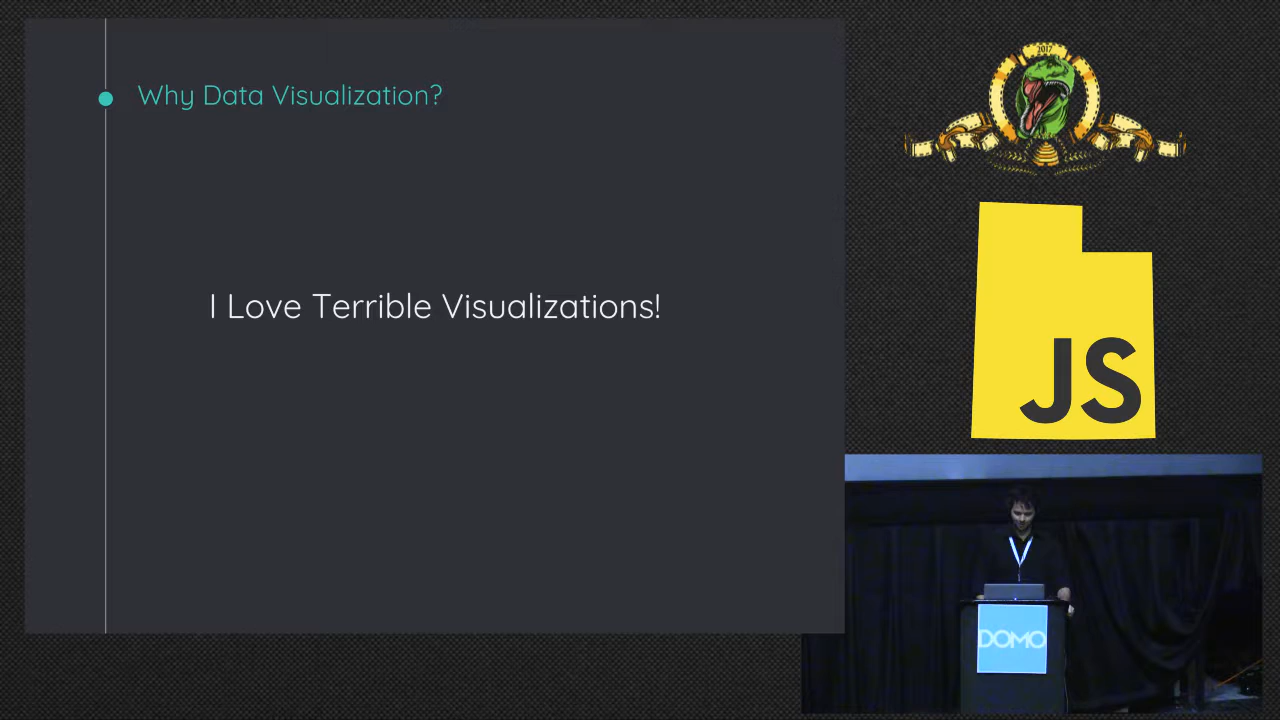 Why Data Visualization?
I Love Terrible Visualizations!
2017
JS
DOMO